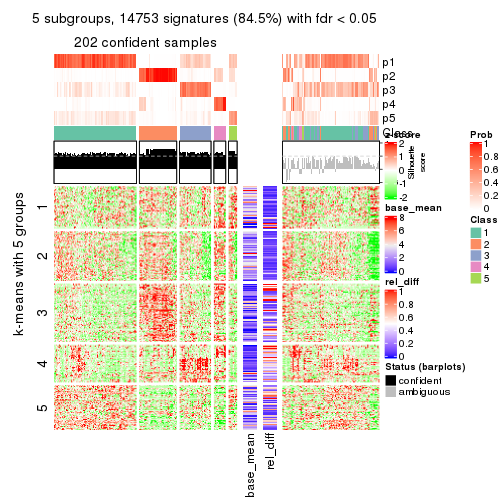 5 subgroups, 14753 signatures (84.5%) with fdr < 0.05
202 confident samples
p1
p2
p3
p4
p5
Class
Silhouette
score
z-score
2
1
0
-1
-2
Prob
1
0.8
0.6
0.4
0.2
0
base_mean
8
6
4
2
0
Class
1
2
3
4
5
rel_diff
1
0.8
0.6
0.4
0.2
0
Status (barplots)
confident
ambiguous
k-means with 5 groups
1
2
3
4
5
base_mean
rel_diff